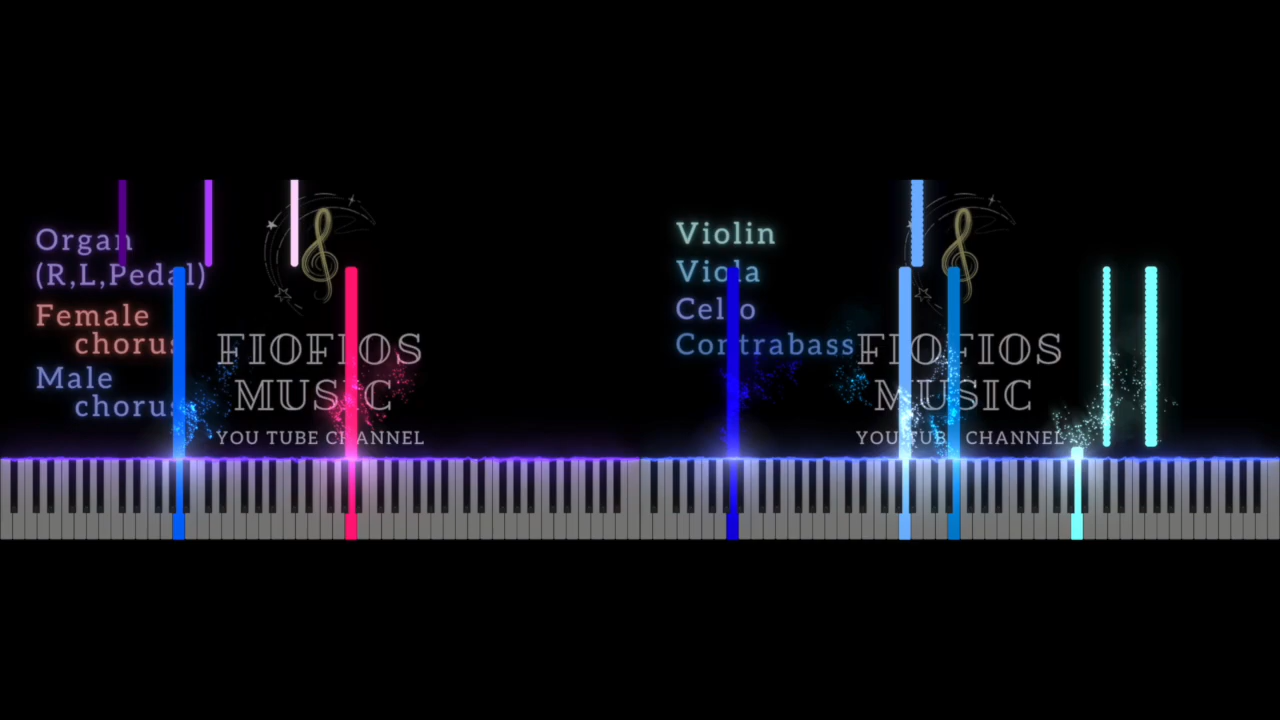 Organ
(R,L,Pedal)
Female
chorus
Male
chorus
FIOFIOS
MUSIC
YOU TUBE CHANNEL
Violin
Viola
Cello
Contrabass
FIOFIOS
MUSIC
YOU TUBE CHANNEL